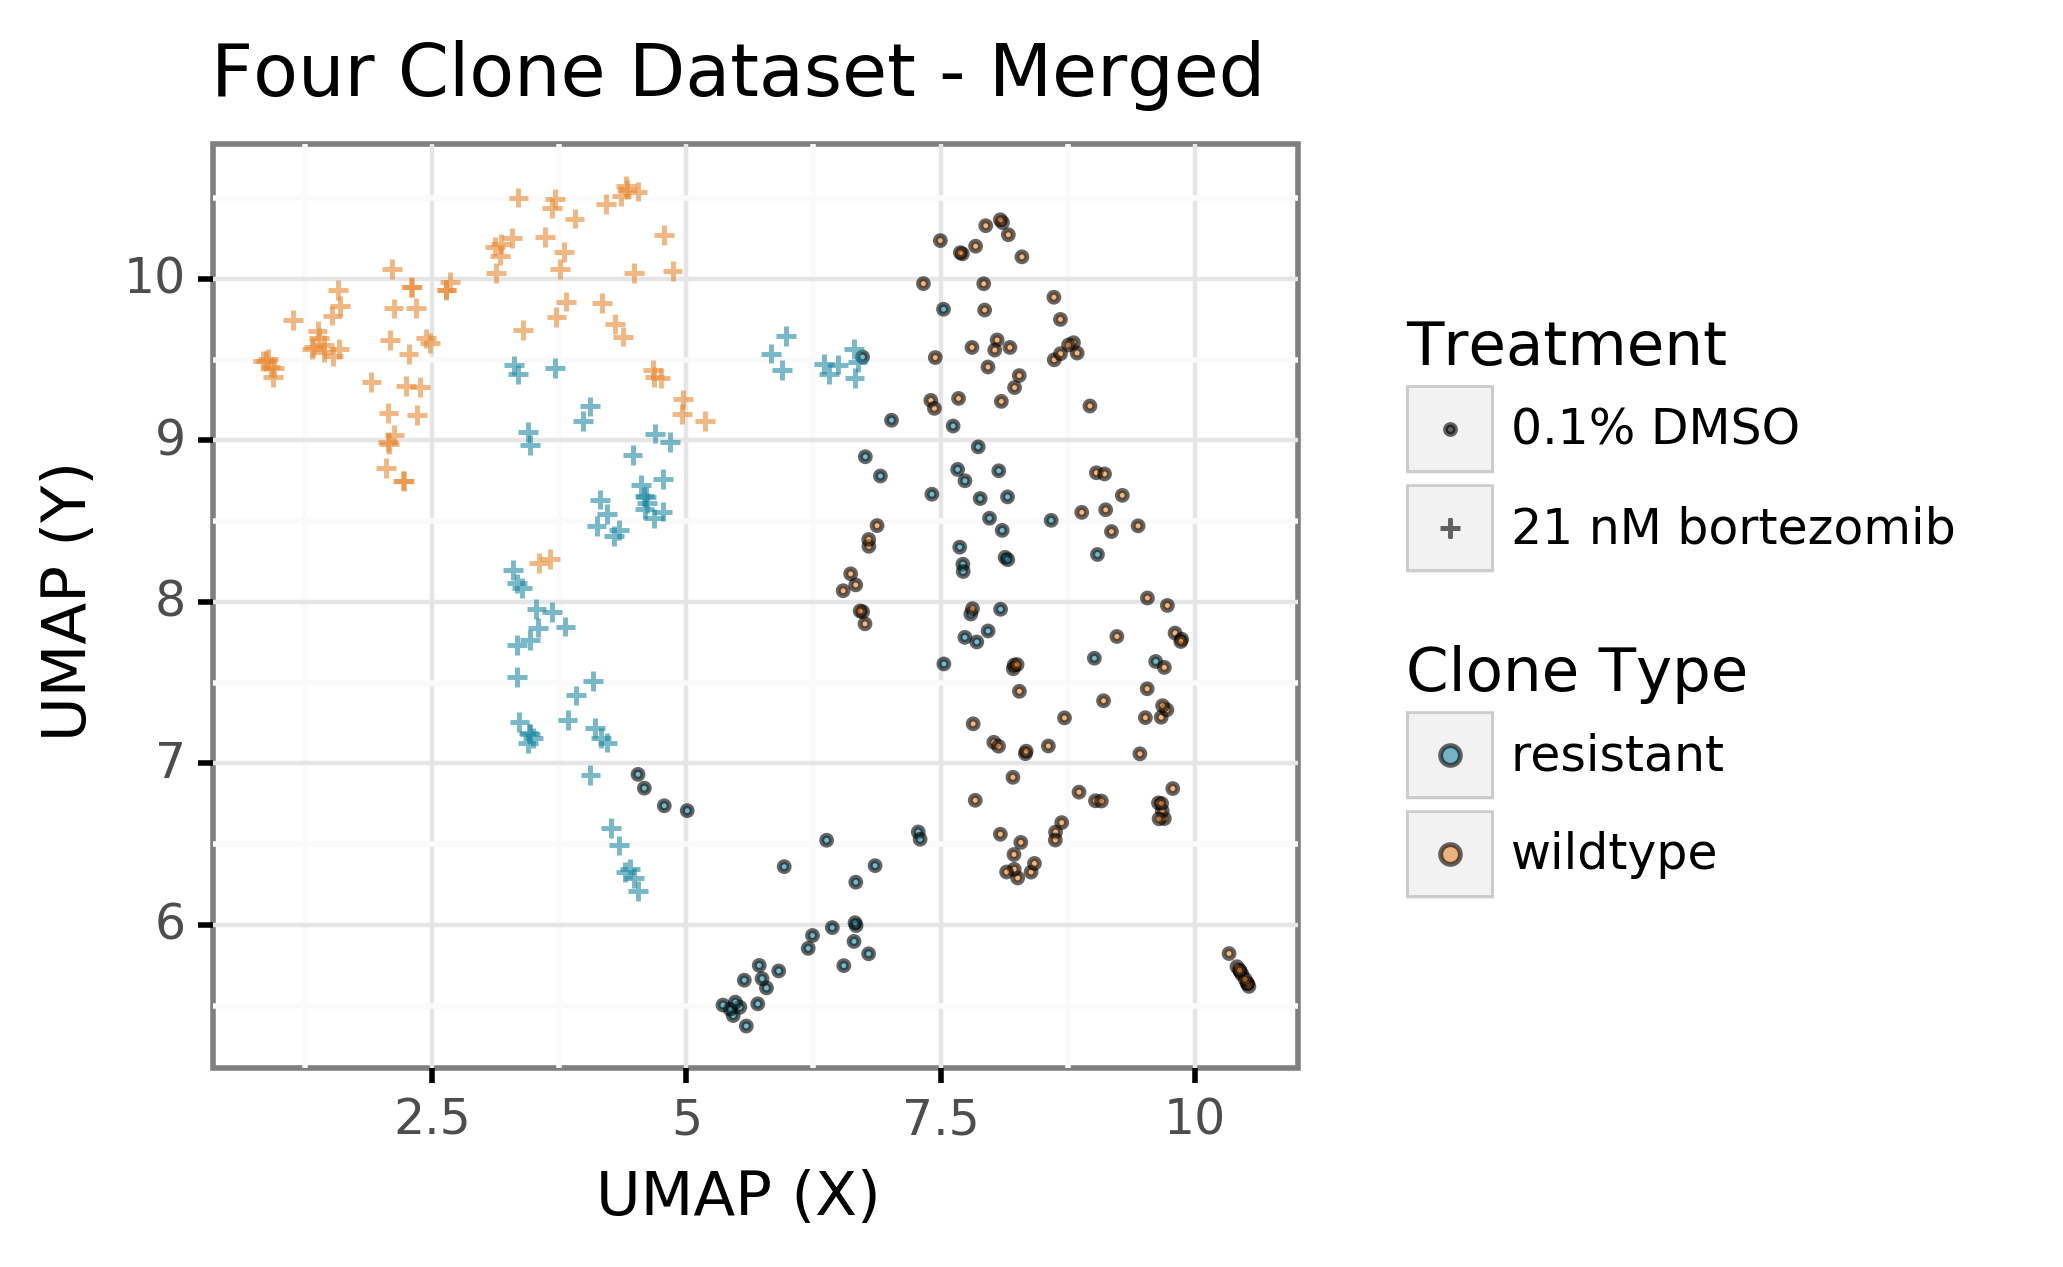 Four Clone Dataset - Merged
UMAP (Y)
10
9
8
7
6
2.5 5 7.5 10
UMAP (X)
Treatment
0.1% DMSO
21 nM bortezomib
Clone Type
resistant
wildtype